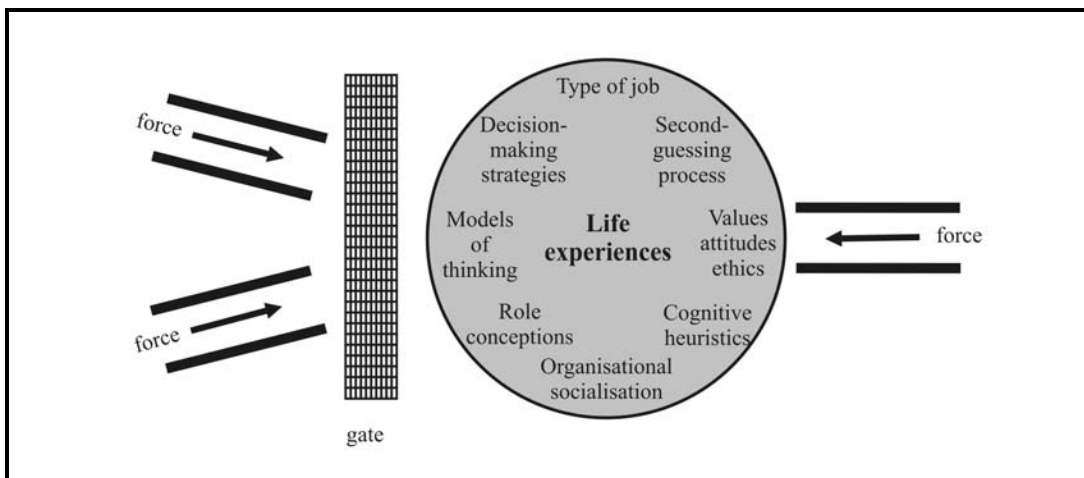 Type of job
force
Decision-
making
strategies
Second-
guessing
process
Models
of
thinking
Life
experiences
Values
attitudes
ethics
force
force
Role
conceptions
Cognitive
heuristics
Organisational
socialisation
gate